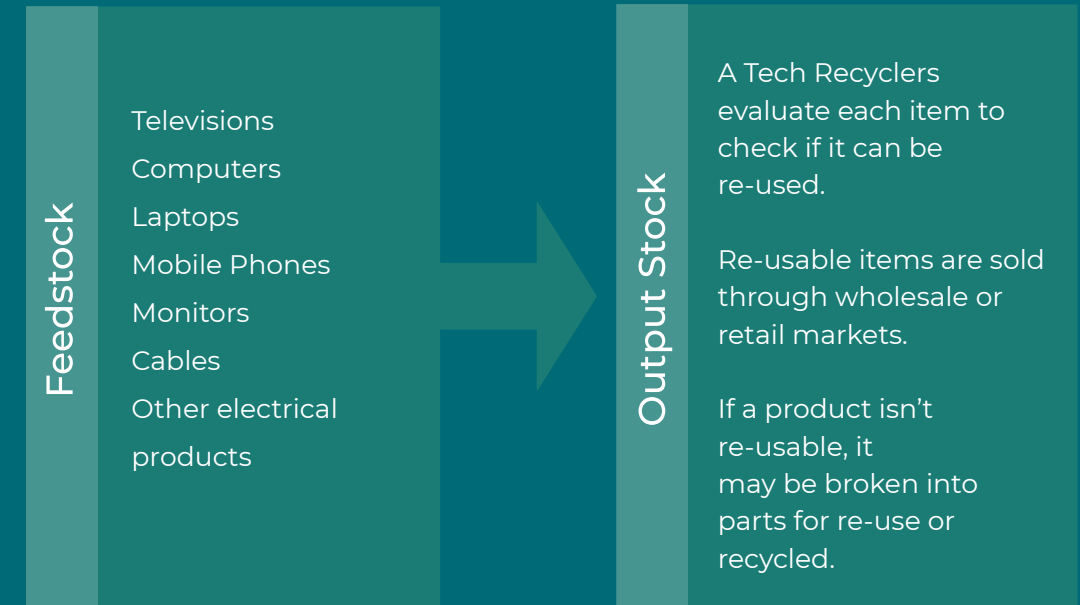 Feedstock
Televisions
Computers
Laptops
Mobile Phones
Monitors
Cables
Other electrical
products
Output Stock
A Tech Recyclers
evaluate each item to
check if it can be
re-used.
Re-usable items are sold
through wholesale or
retail markets.
If a product isn’t
re-usable, it
may be broken into
parts for re-use or
recycled.